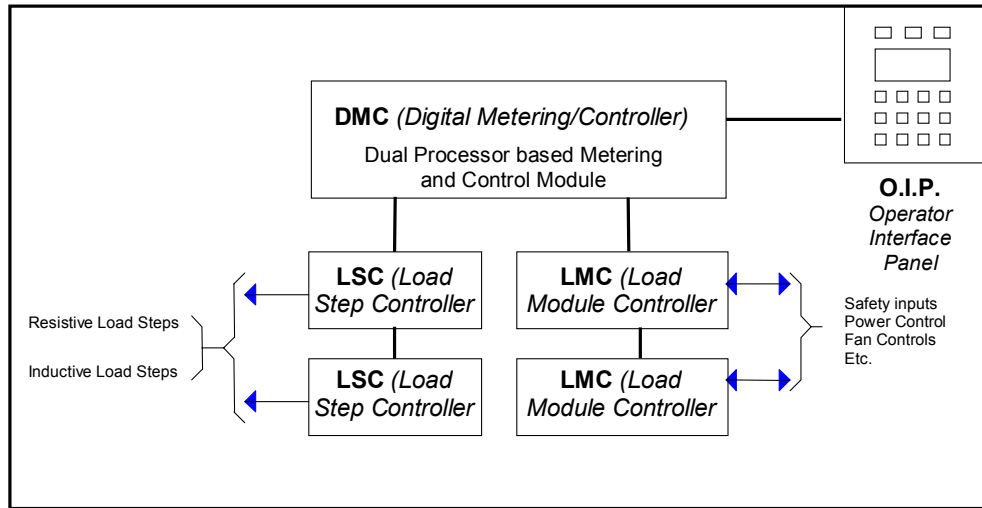 DMC (Digital Metering/Controller)
Dual Processor based Metering
and Control Module
O.I.P.
Operator
Interface
Panel
LSC (Load
Step Controller
LMC (Load
Module Controller
Resistive Load Steps
Inductive Load Steps
Safety inputs
Power Control
Fan Controls
Etc.
LSC (Load
Step Controller
LMC (Load
Module Controller